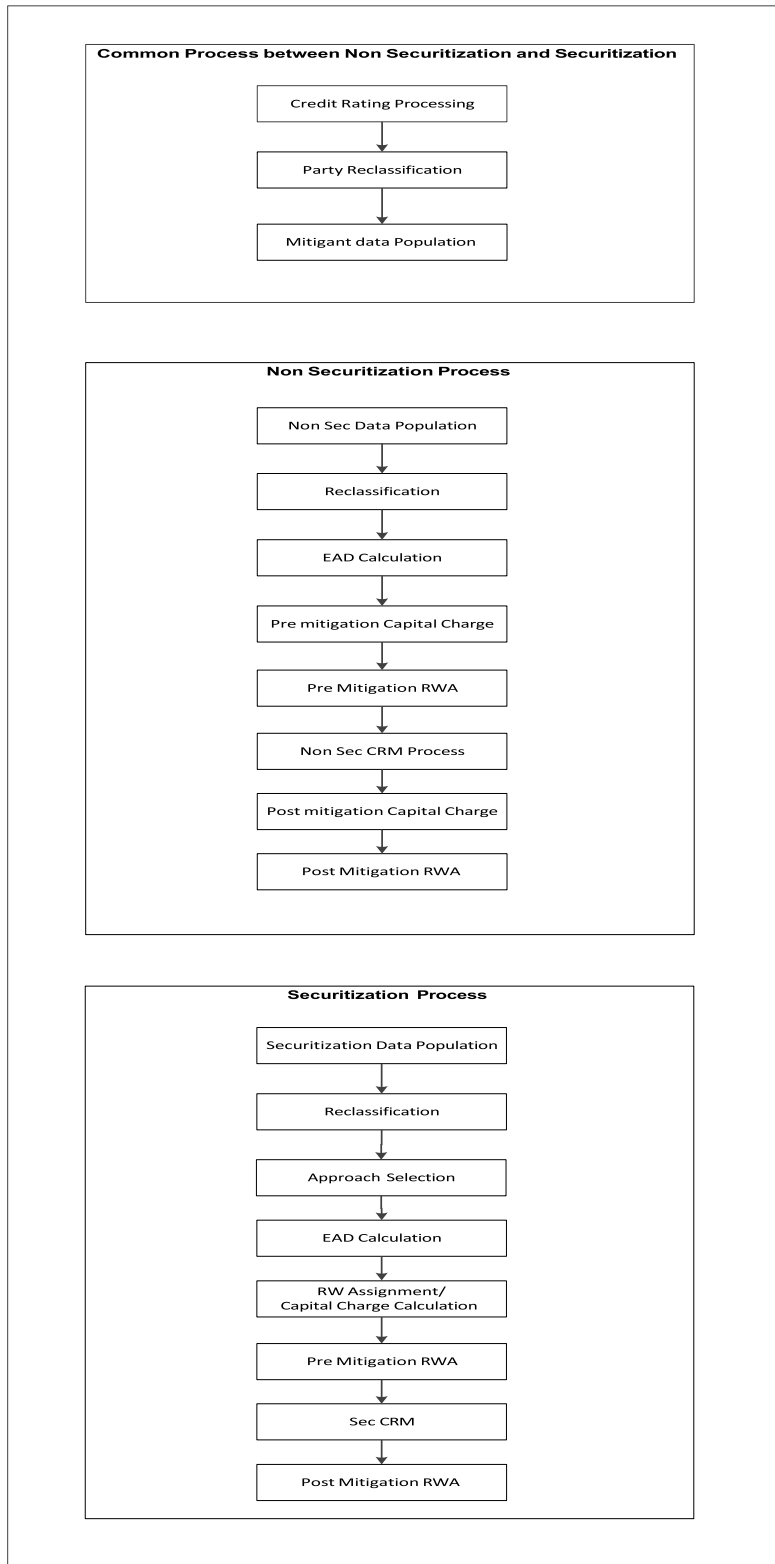 Common Process between Non Securitization and Securitization
Credit Rating Processing
Party Reclassification
Mitigant data Population
Non Securitization Process
Non Sec Data Population
Reclassification
EAD Calculation
Pre mitigation Capital Charge
Pre Mitigation RWA
Non Sec CRM Process
Post mitigation Capital Charge
Post Mitigation RWA
Securitization Process
Securitization Data Population
Reclassification
Approach Selection
EAD Calculation
RW Assignment/
Capital Charge Calculation
Pre Mitigation RWA
Sec CRM
Post Mitigation RWA